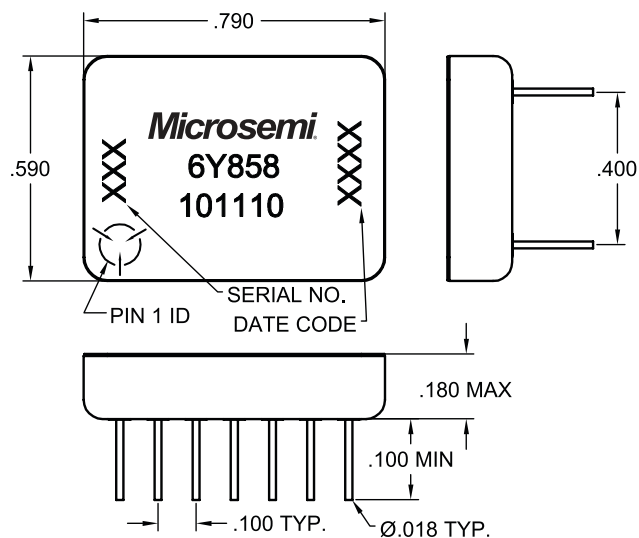 .790
.590
Microsemi
6Y858
101110
XXX
XXXX
.400
SERIAL NO.
PIN 1 ID
DATE CODE
.180 MAX
.100 MIN
.100 TYP.
Ø.018 TYP.